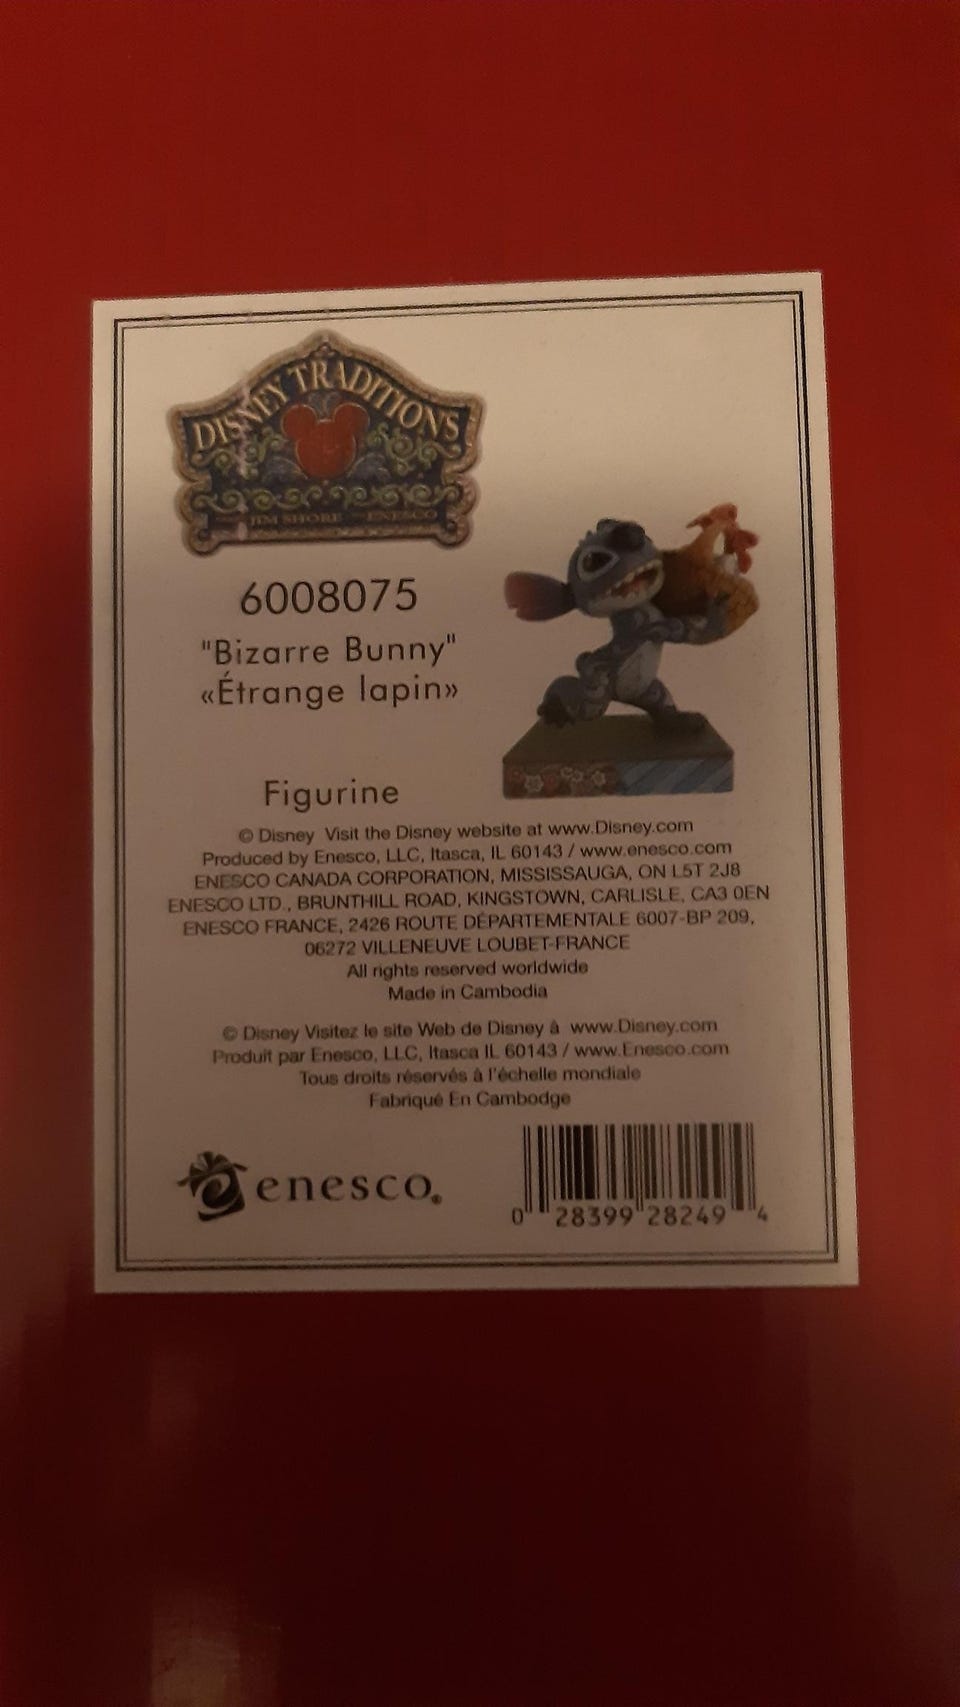 DISNEY TRADITIONS
JIM SHORE ENESCO
6008075
"Bizarre Bunny"
«Étrange lapin»
Figurine
© Disney Visit the Disney website at www.Disney.com
Produced by Enesco, LLC, Itasca, IL 60143 / www.enesco.com
ENESCO CANADA CORPORATION, MISSISSAUGA, ON L5T 2J8
ENESCO LTD., BRUNTHILL ROAD, KINGSTOWN, CARLISLE, CA3 0EN
ENESCO FRANCE, 2426 ROUTE DÉPARTEMENTALE 6007-BP 209,
06272 VILLENEUVE LOUBET-FRANCE
All rights reserved worldwide
Made in Cambodia
© Disney Visitez le site Web de Disney à www.Disney.com
Produit par Enesco, LLC, Itasca IL 60143 / www.Enesco.com
Tous droits réservés à l'échelle mondiale
Fabriqué En Cambodge
enesco®
0 28399 28249 4